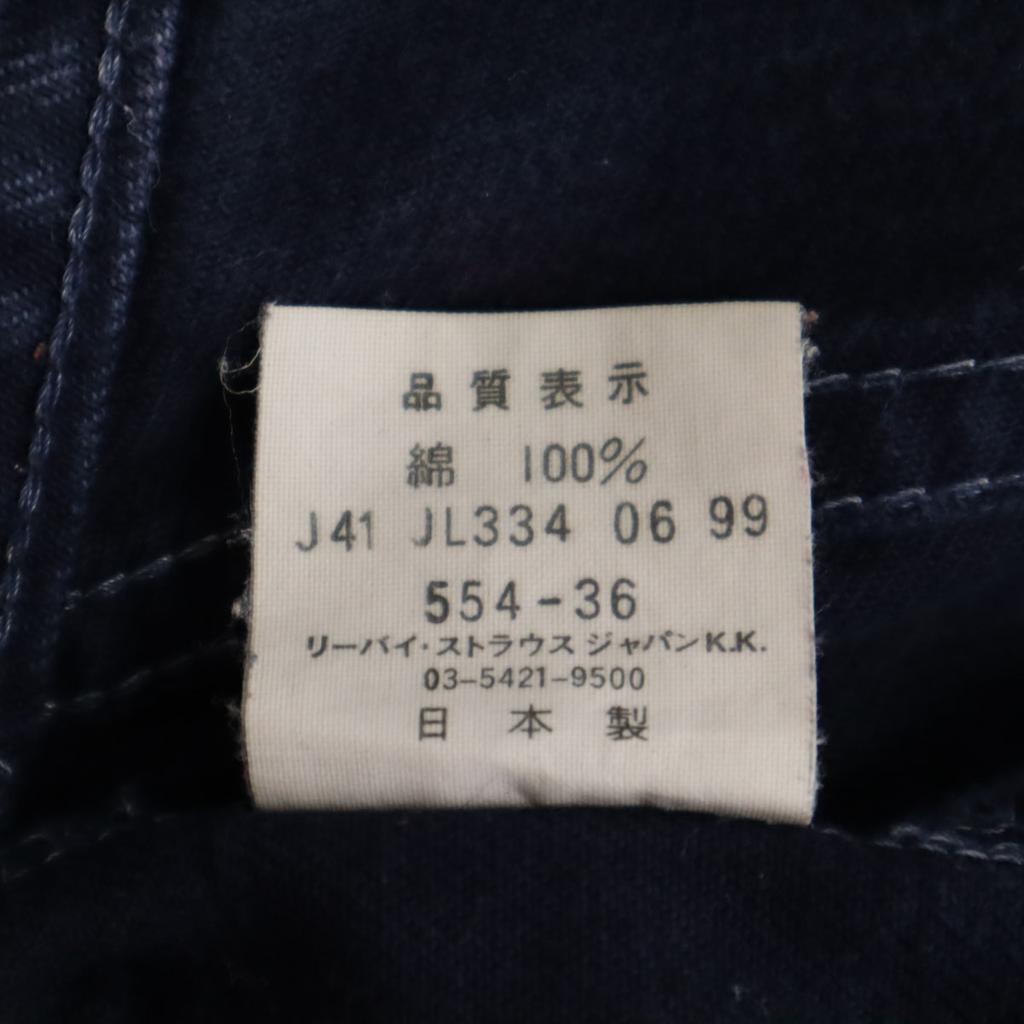 品質表示
綿 100%
J41 JL334 06 99
554-36
リーバイ・ストラウス ジャパンK.K.
03-5421-9500
日本製